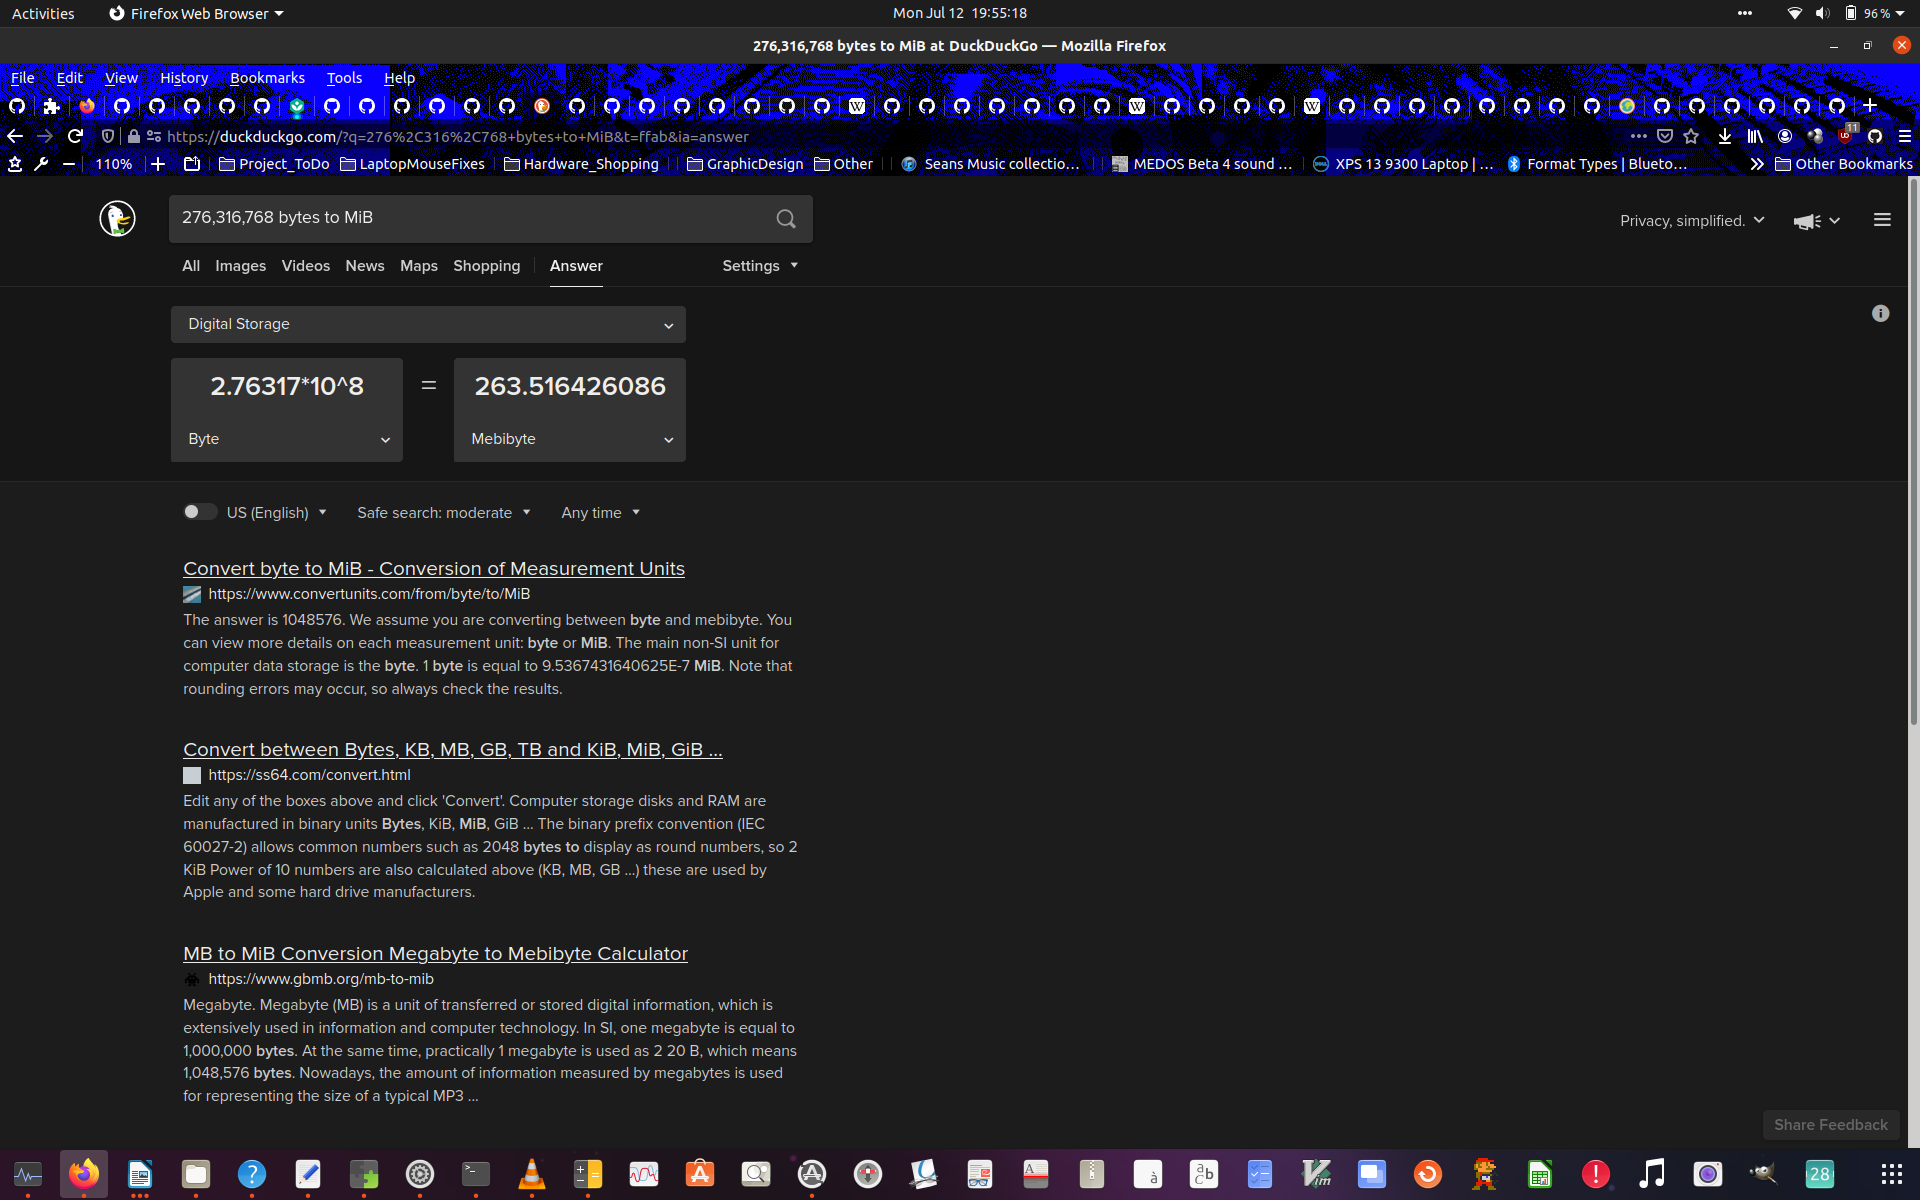 Activities
Firefox Web Browser
Mon Jul 12 19:55:18
96 %
276,316,768 bytes to MiB at DuckDuckGo — Mozilla Firefox
File Edit View History Bookmarks Tools Help
https://duckduckgo.com/?q=276%2C316%2C768+bytes+to+MiB&t=ffab&ia=answer
11
110%
Project_ToDo
LaptopMouseFixes
Hardware_Shopping
GraphicDesign
Other
Seans Music collectio…
MEDOS Beta 4 sound …
XPS 13 9300 Laptop | …
Format Types | Blueto…
Other Bookmarks
276,316,768 bytes to MiB
Privacy, simplified.
All Images Videos News Maps Shopping Answer
Settings
Digital Storage
2.76317*10^8 = 263.516426086
Byte Mebibyte
US (English) Safe search: moderate Any time
Convert byte to MiB - Conversion of Measurement Units
https://www.convertunits.com/from/byte/to/MiB
The answer is 1048576. We assume you are converting between byte and mebibyte. You
can view more details on each measurement unit: byte or MiB. The main non-SI unit for
computer data storage is the byte. 1 byte is equal to 9.5367431640625E-7 MiB. Note that
rounding errors may occur, so always check the results.
Convert between Bytes, KB, MB, GB, TB and KiB, MiB, GiB ...
https://ss64.com/convert.html
Edit any of the boxes above and click 'Convert'. Computer storage disks and RAM are
manufactured in binary units Bytes, KiB, MiB, GiB ... The binary prefix convention (IEC
60027-2) allows common numbers such as 2048 bytes to display as round numbers, so 2
KiB Power of 10 numbers are also calculated above (KB, MB, GB ...) these are used by
Apple and some hard drive manufacturers.
MB to MiB Conversion Megabyte to Mebibyte Calculator
https://www.gbmb.org/mb-to-mib
Megabyte. Megabyte (MB) is a unit of transferred or stored digital information, which is
extensively used in information and computer technology. In SI, one megabyte is equal to
1,000,000 bytes. At the same time, practically 1 megabyte is used as 2 20 B, which means
1,048,576 bytes. Nowadays, the amount of information measured by megabytes is used
for representing the size of a typical MP3 ...
Share Feedback
28